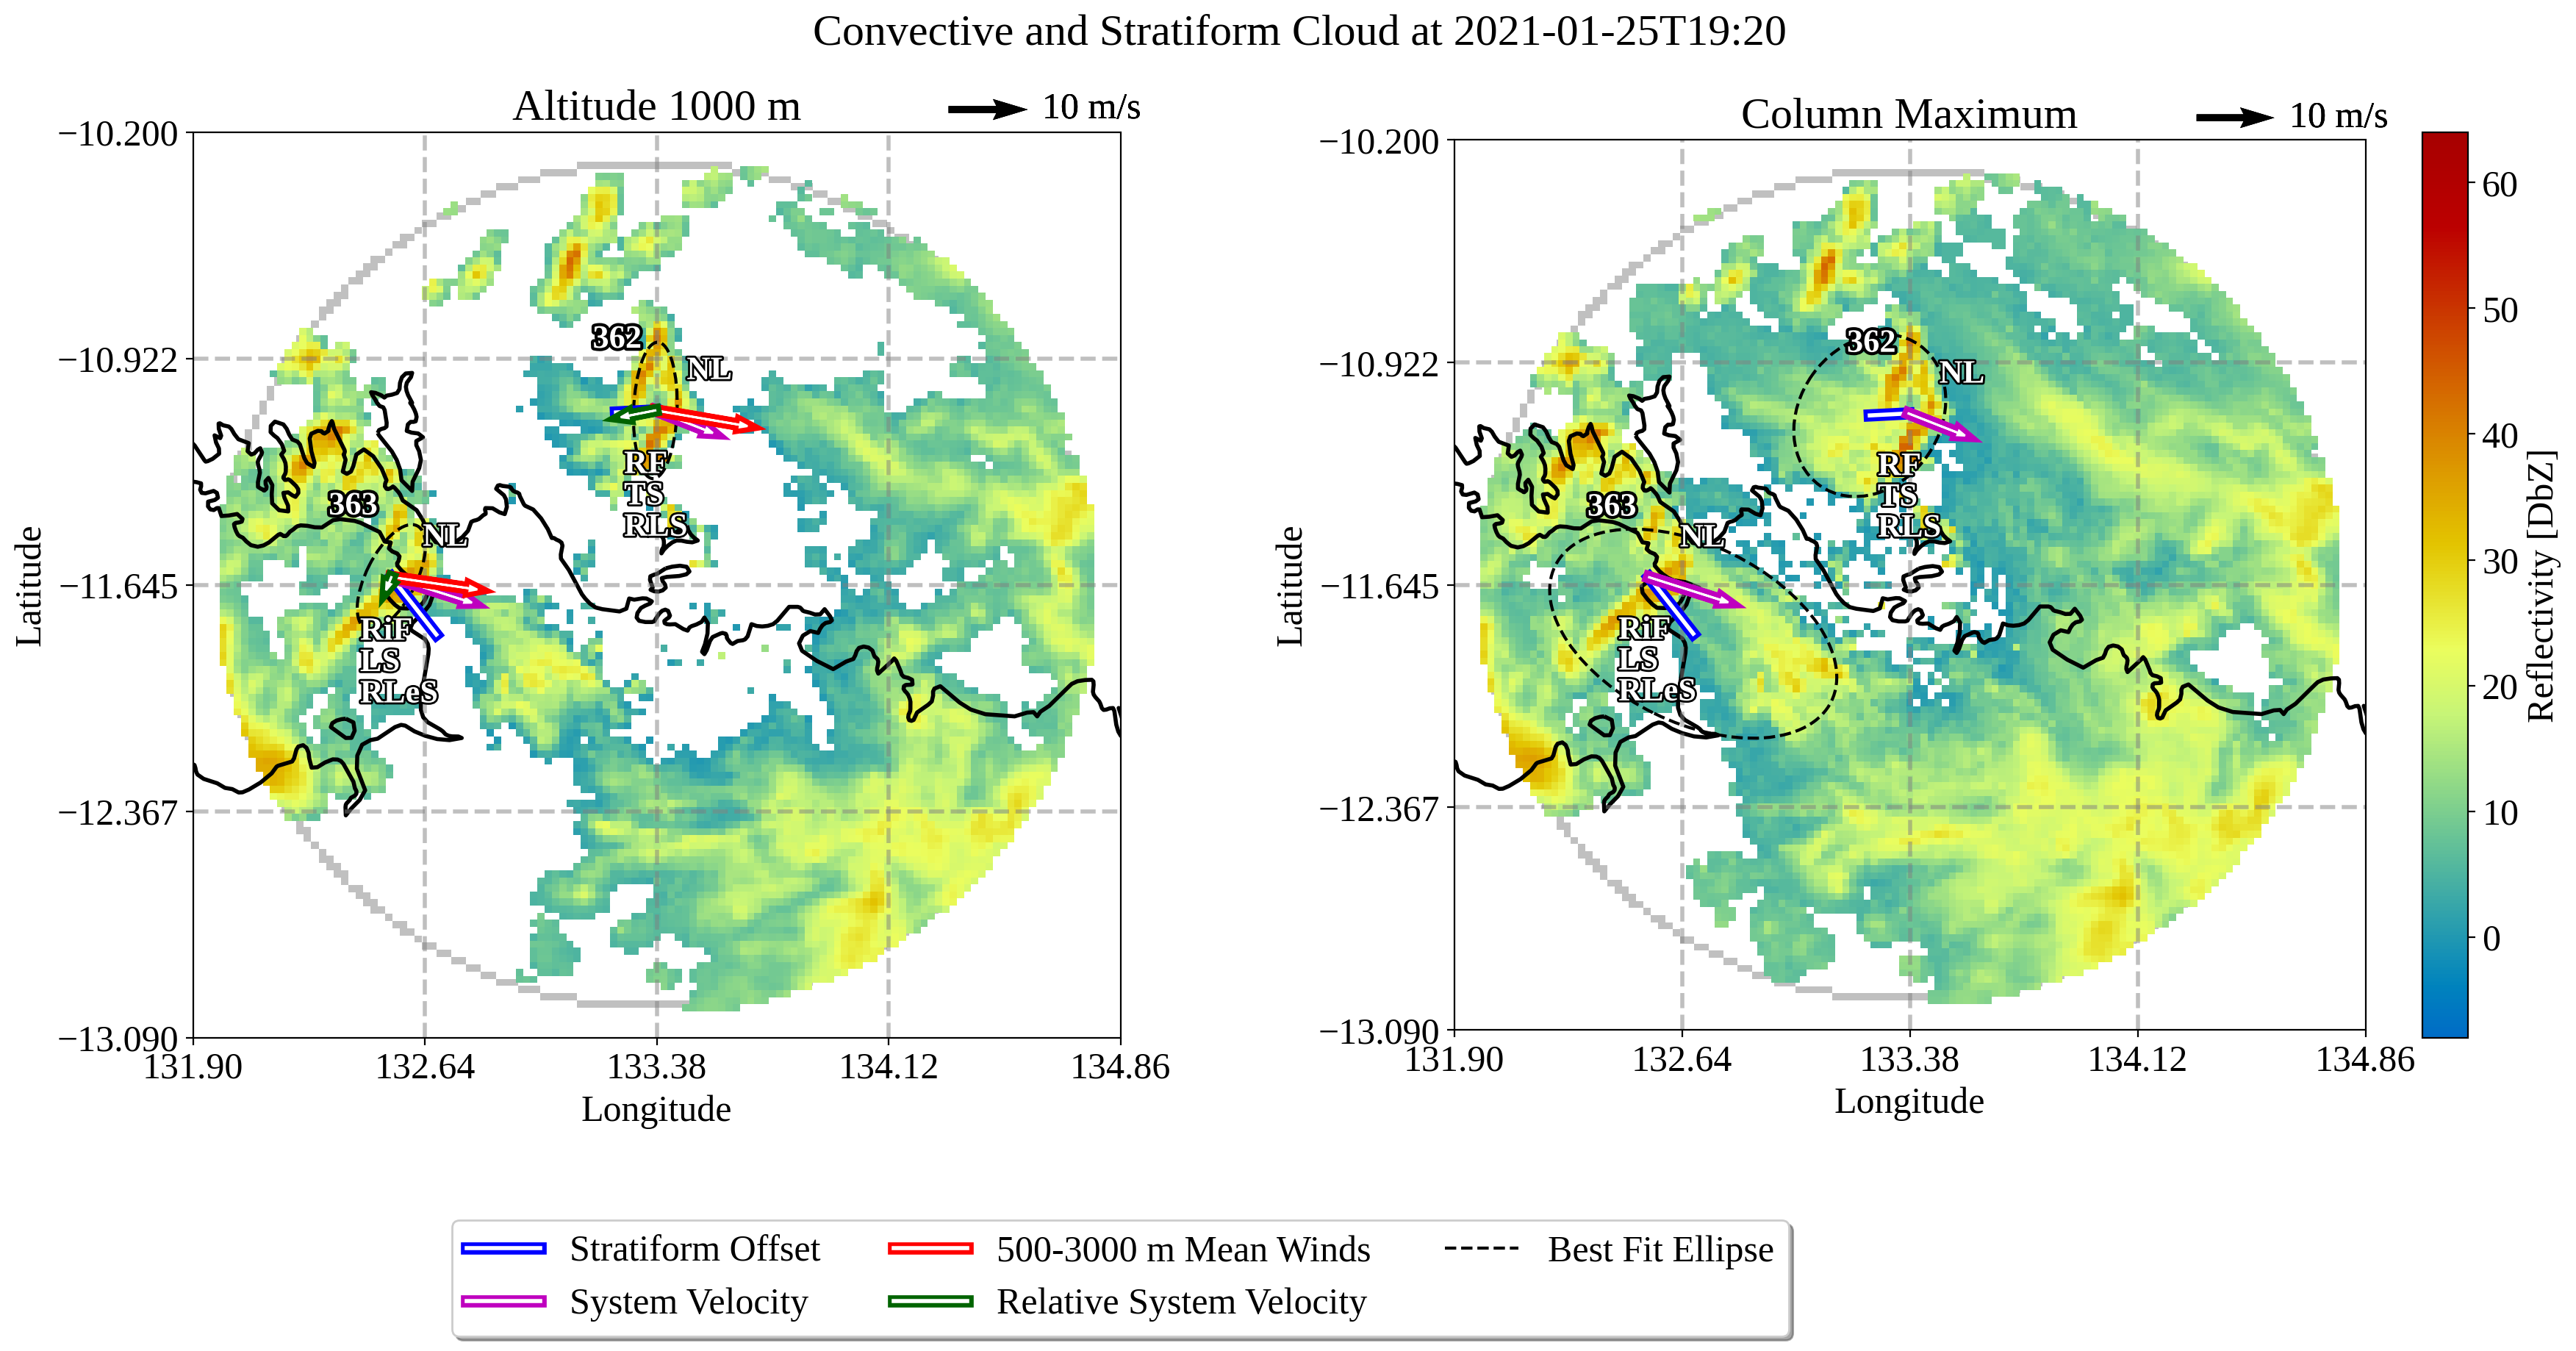 Convective and Stratiform Cloud at 2021-01-25T19:20
Altitude 1000 m
10 m/s
−10.200
−10.922
−11.645
−12.367
−13.090
Latitude
131.90
132.64
133.38
134.12
134.86
Longitude
362
NL
RF
TS
RLS
363
NL
RiF
LS
RLeS
Column Maximum
10 m/s
−10.200
−10.922
−11.645
−12.367
−13.090
Latitude
131.90
132.64
133.38
134.12
134.86
Longitude
362
NL
RF
TS
RLS
363
NL
RiF
LS
RLeS
60
50
40
30
20
10
0
Reflectivity [DbZ]
Stratiform Offset
System Velocity
500-3000 m Mean Winds
Relative System Velocity
Best Fit Ellipse